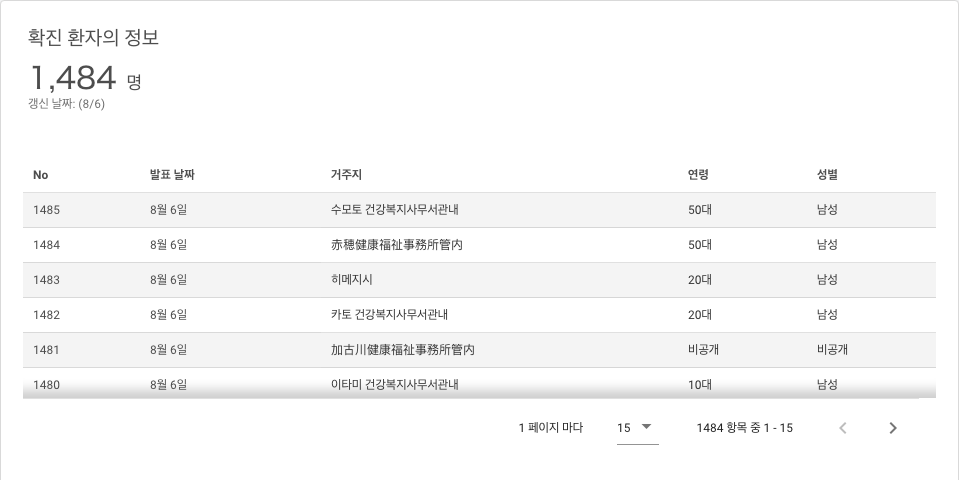 확진 환자의 정보
1,484 명
갱신 날짜: (8/6)
No 발표 날짜 거주지 연령 성별
1485 8월 6일 수모토 건강복지사무서관내 50대 남성
1484 8월 6일 赤穂健康福祉事務所管内 50대 남성
1483 8월 6일 히메지시 20대 남성
1482 8월 6일 카토 건강복지사무서관내 20대 남성
1481 8월 6일 加古川健康福祉事務所管内 비공개 비공개
1480 8월 6일 이타미 건강복지사무서관내 10대 남성
1 페이지 마다 15 1484 항목 중 1 - 15